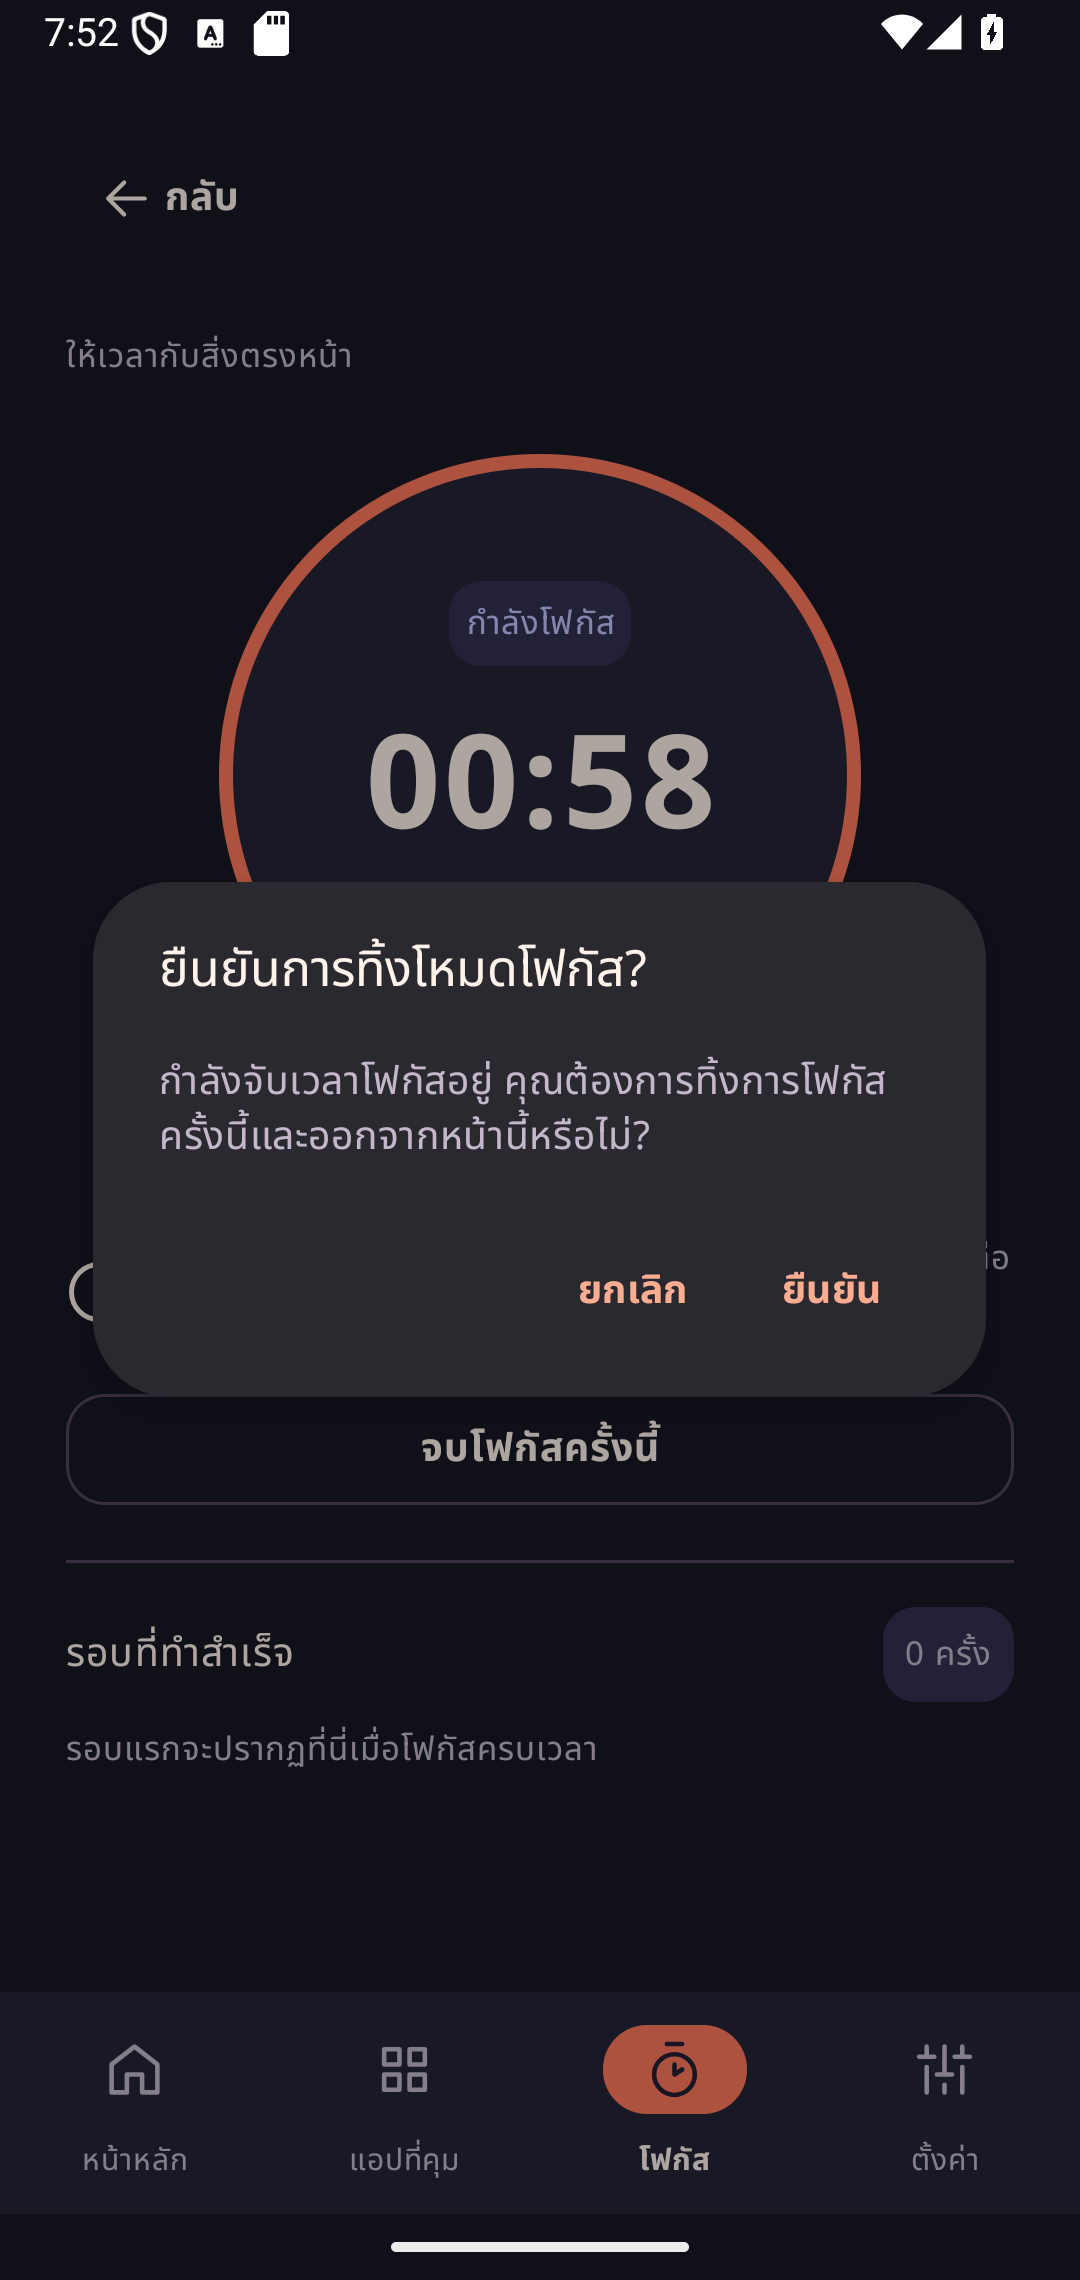 7:52
กลับ
ให้เวลากับสิ่งตรงหน้า
กำลังโฟกัส
00:58
ยืนยันการทิ้งโหมดโฟกัส?
กำลังจับเวลาโฟกัสอยู่ คุณต้องการทิ้งการโฟกัส
ครั้งนี้และออกจากหน้านี้หรือไม่?
ยกเลิก
ยืนยัน
จบโฟกัสครั้งนี้
รอบที่ทำสำเร็จ
0 ครั้ง
รอบแรกจะปรากฏที่นี่เมื่อโฟกัสครบเวลา
หน้าหลัก
แอปที่คุม
โฟกัส
ตั้งค่า